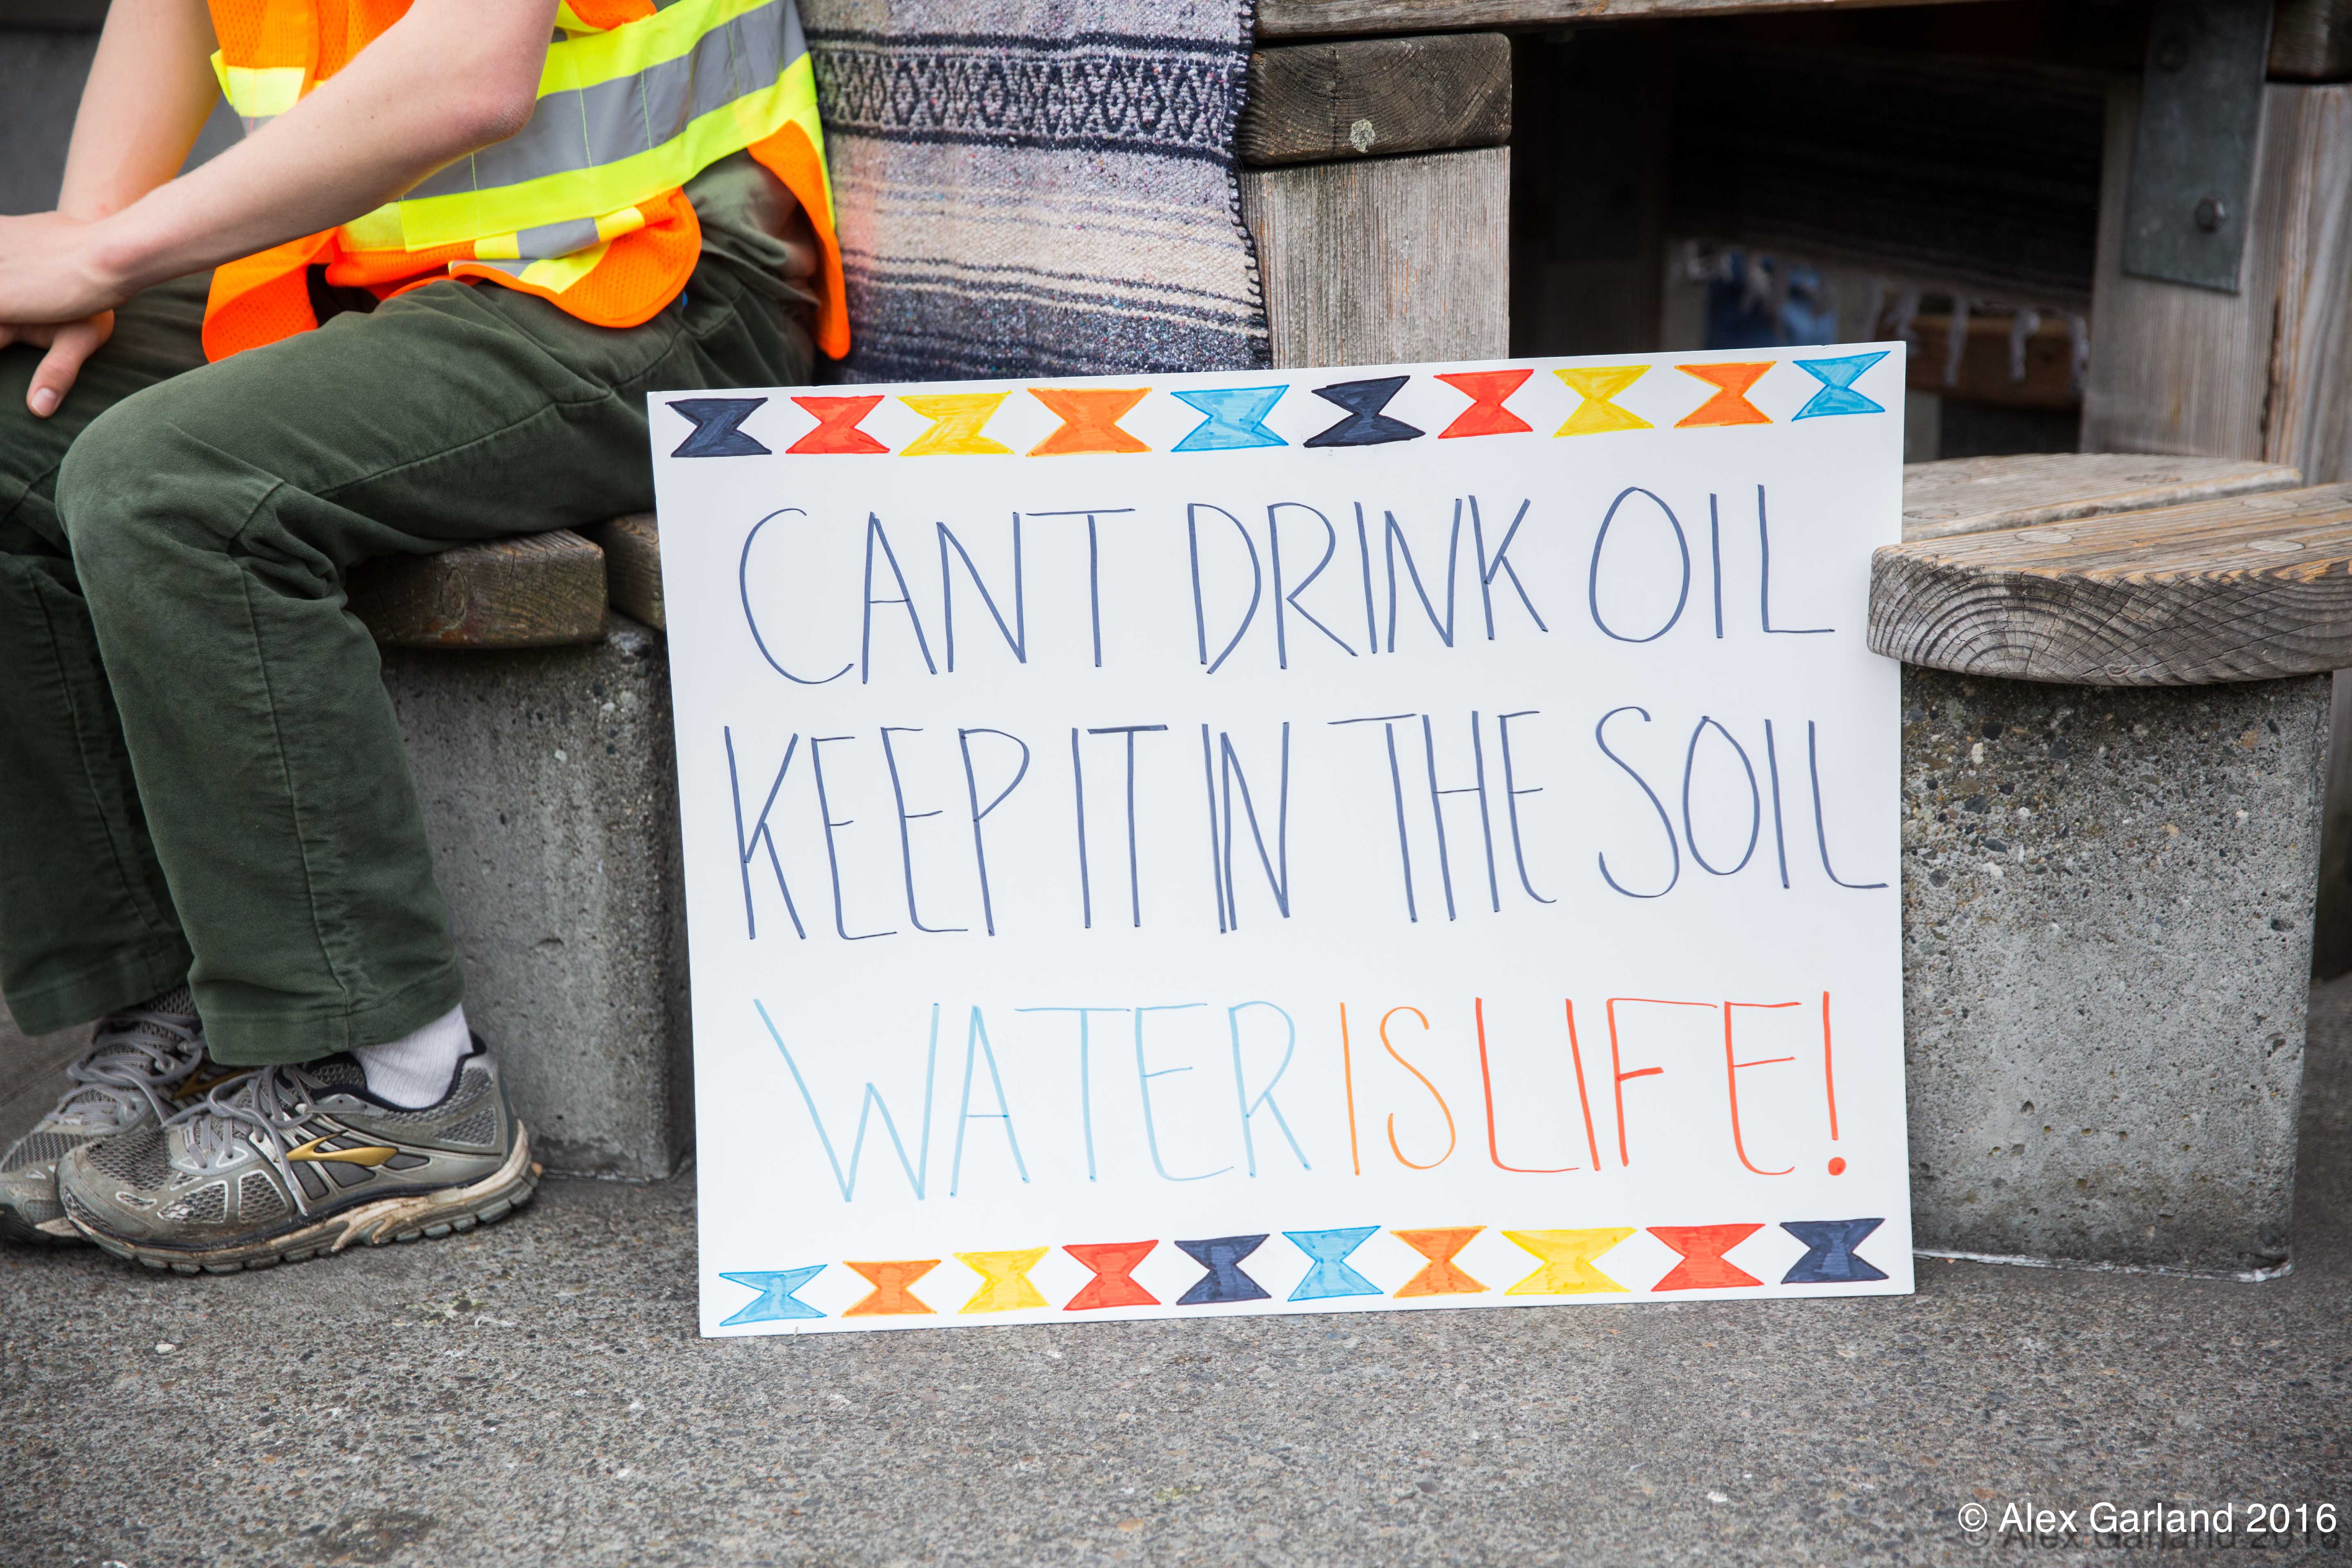 CANT DRINK OIL
KEEP IT IN THE SOIL
WATER IS LIFE!
© Alex Garland 2016